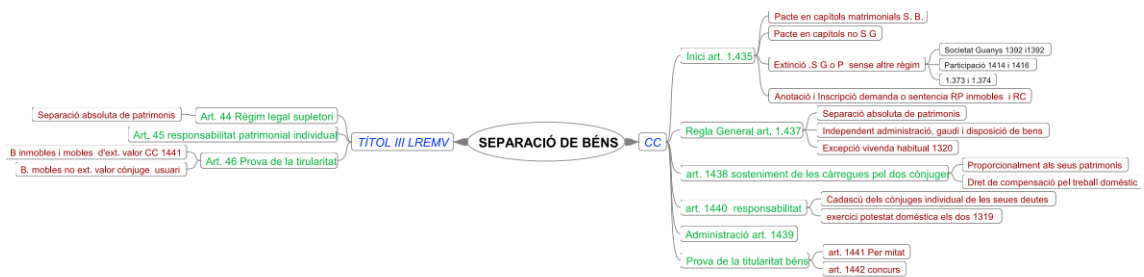 SEPARACIÓ DE BÉNS
TÍTOL III LREMV
Art. 44 Règim legal supletori
Separació absoluta de patrimonis
Art. 45 responsabilitat patrimonial individual
Art. 46 Prova de la titularitat
B inmobles i mobles d'ext. valor CC 1441
B. mobles no ext. valor cònjuge usuari
CC
Inici art. 1.435
Pacte en capítols matrimonials S. B.
Pacte en capítols no S G
Extinció .S G o P sense altre règim
Societat Guanys 1392 i1392
Participació 1414 i 1416
1.373 i 1.374
Anotació i Inscripció demanda o sentencia RP inmobles i RC
Regla General art. 1.437
Separació absoluta de patrimonis
Independent administració, gaudi i disposició de bens
Excepció vivenda habitual 1320
art. 1438 sosteniment de les càrregues pel dos cònjuges
Proporcionalment als seus patrimonis
Dret de compensació pel treball domèstic
art. 1440 responsabilitat
Cadascú dels cònjuges individual de les seues deutes
exercici potestat domèstica els dos 1319
Administració art. 1439
Prova de la titularitat béns
art. 1441 Per mitat
art. 1442 concurs